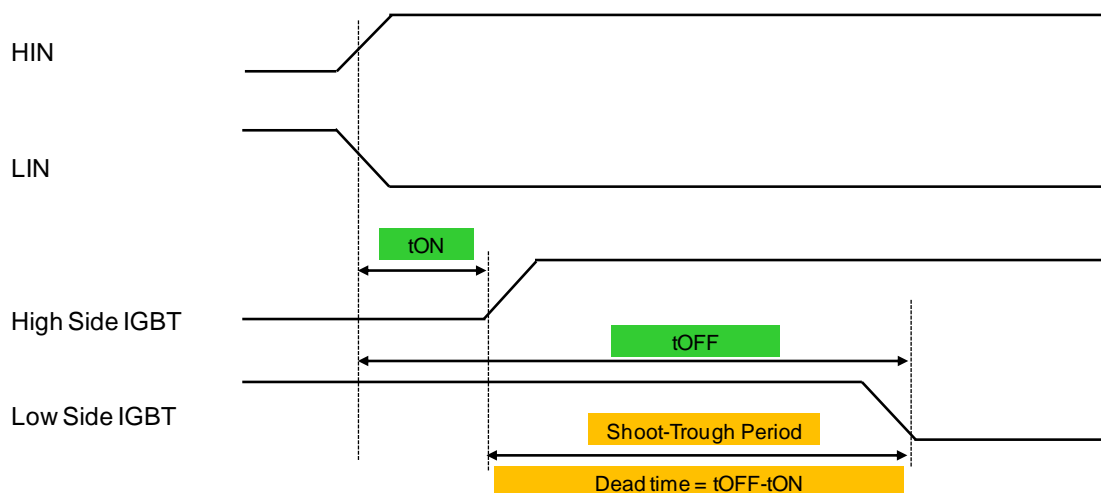 HIN
LIN
tON
High Side IGBT
tOFF
Low Side IGBT
Shoot-Trough Period
Dead time = tOFF-tON